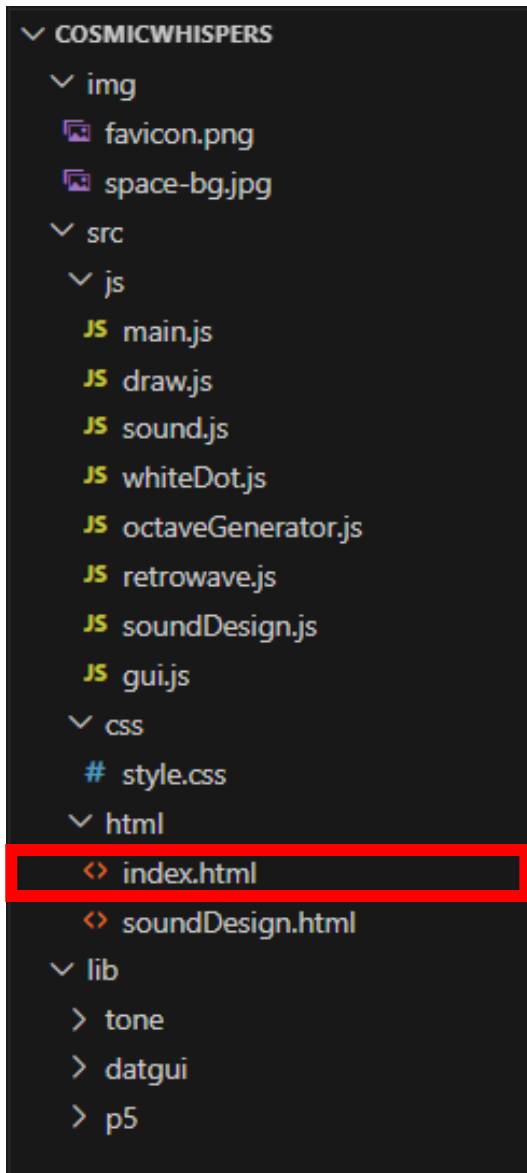 COSMICWHISPERS
img
favicon.png
space-bg.jpg
src
js
JS main.js
JS draw.js
JS sound.js
JS whiteDot.js
JS octaveGenerator.js
JS retrowave.js
JS soundDesign.js
JS gui.js
css
# style.css
html
<> index.html
<> soundDesign.html
lib
tone
datgui
p5